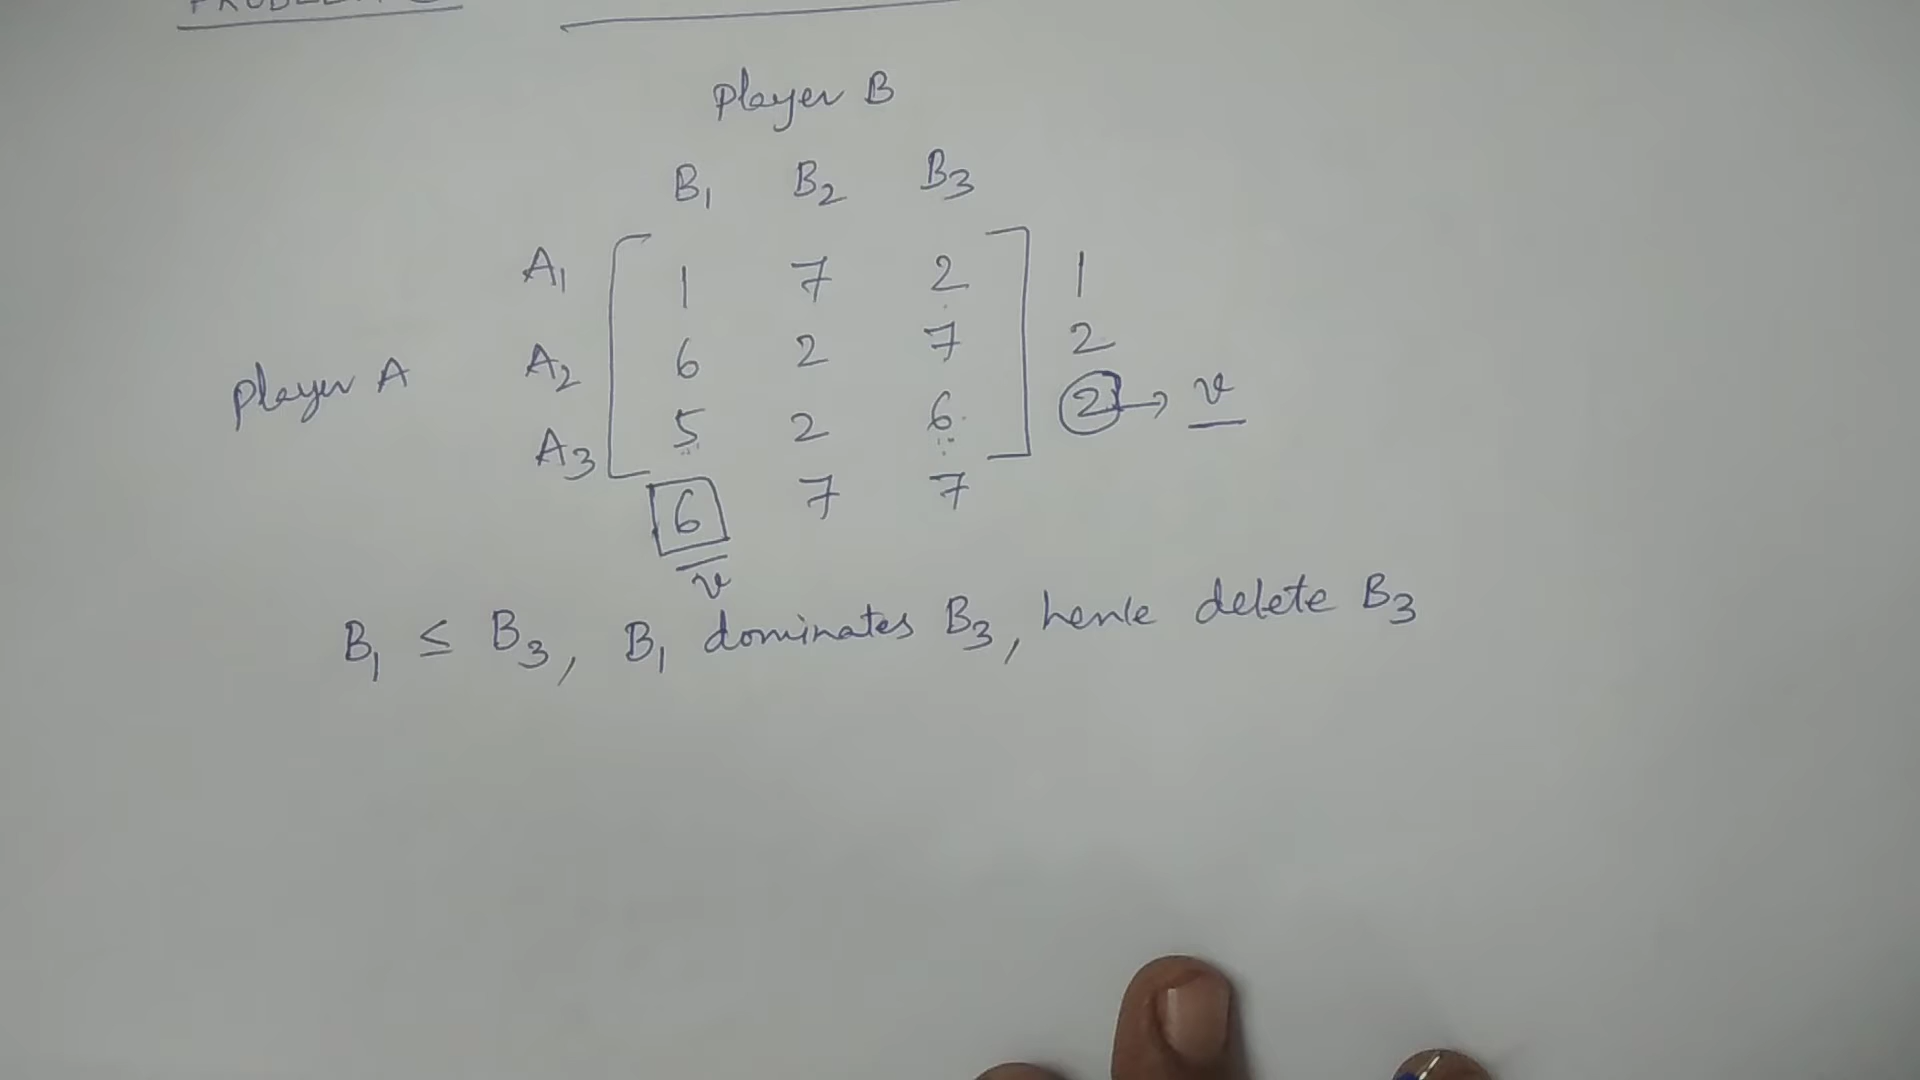 Player B
B1 B2 B3
A1 1 7 2 1
A2 6 2 7 2
Player A
A3 5 2 6 2 → v
6 7 7
v
B1 ≤ B3, B1 dominates B3, hence delete B3